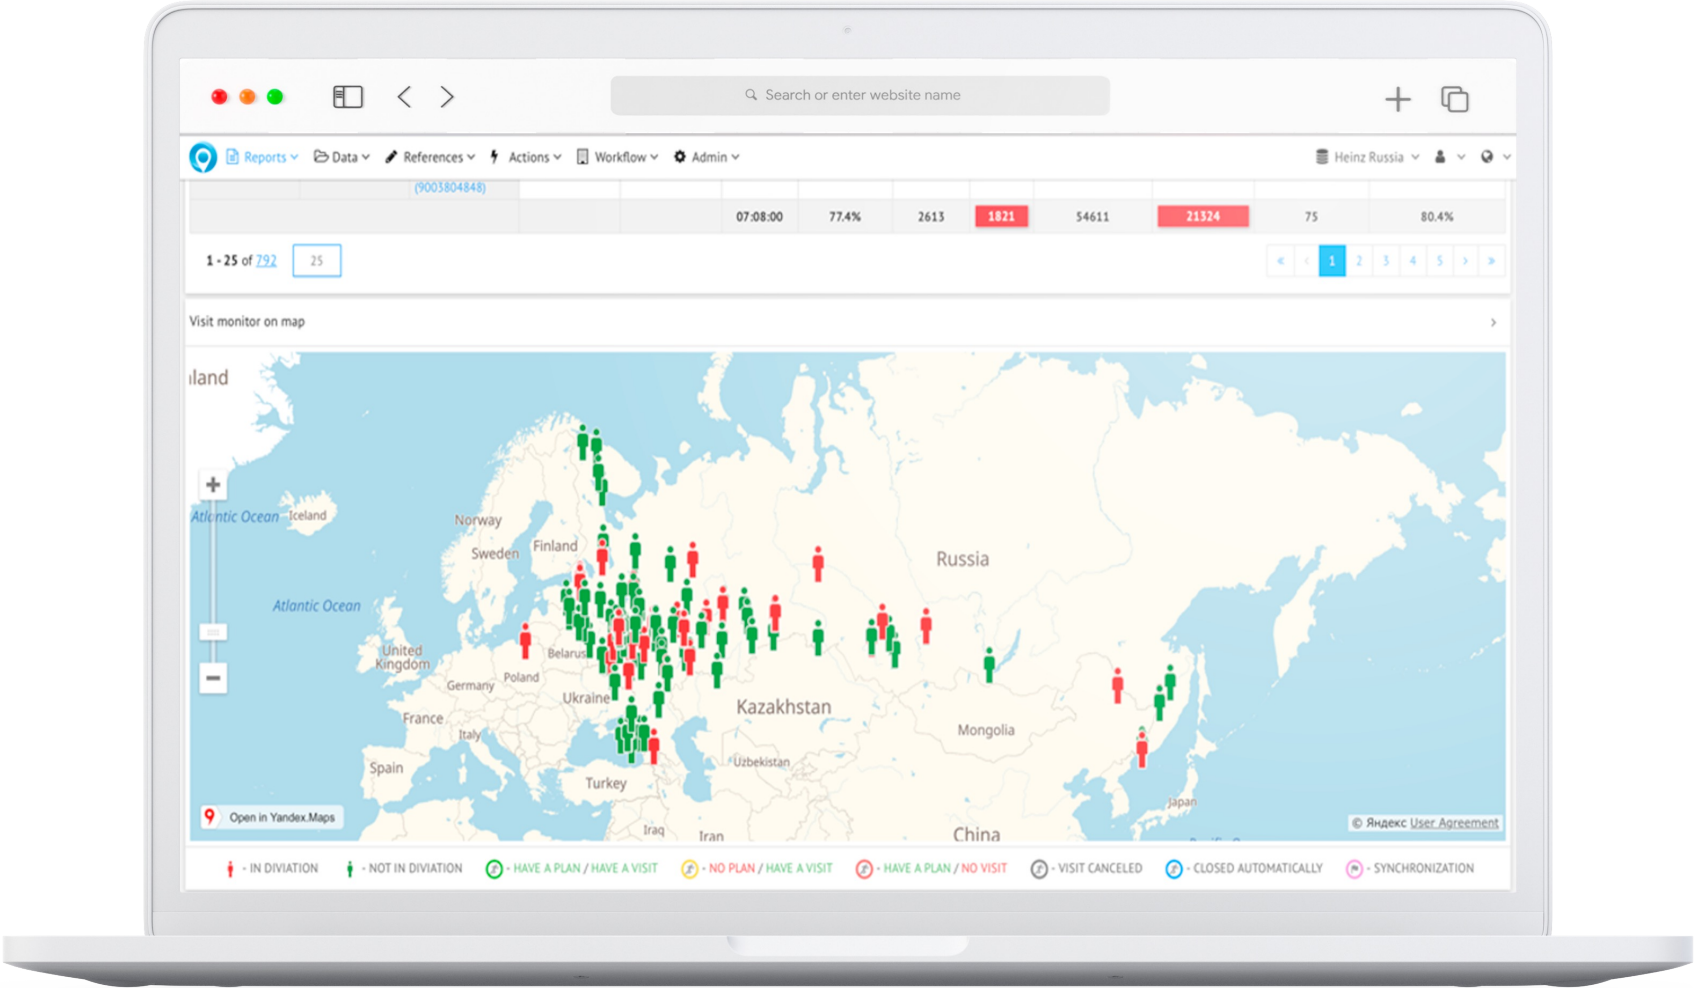 Search or enter website name
Reports Data References Actions Workflow Admin Heinz Russia
(9003804848)
07:08:00 77.4% 2613 1821 54611 21324 75 80.4%
1 - 25 of 792 25 « ‹ 1 2 3 4 5 › »
Visit monitor on map
land
Atlantic Ocean
Iceland
Norway
Sweden
Finland
Russia
Atlantic Ocean
United
Kingdom
Belarus
Poland
Germany
Ukraine
Kazakhstan
France
Italy
Mongolia
Spain
Uzbekistan
Turkey
Japan
Iraq
Iran
China
Open in Yandex.Maps
© Яндекс User Agreement
- IN DIVIATION - NOT IN DIVIATION - HAVE A PLAN / HAVE A VISIT - NO PLAN / HAVE A VISIT - HAVE A PLAN / NO VISIT - VISIT CANCELED - CLOSED AUTOMATICALLY - SYNCHRONIZATION